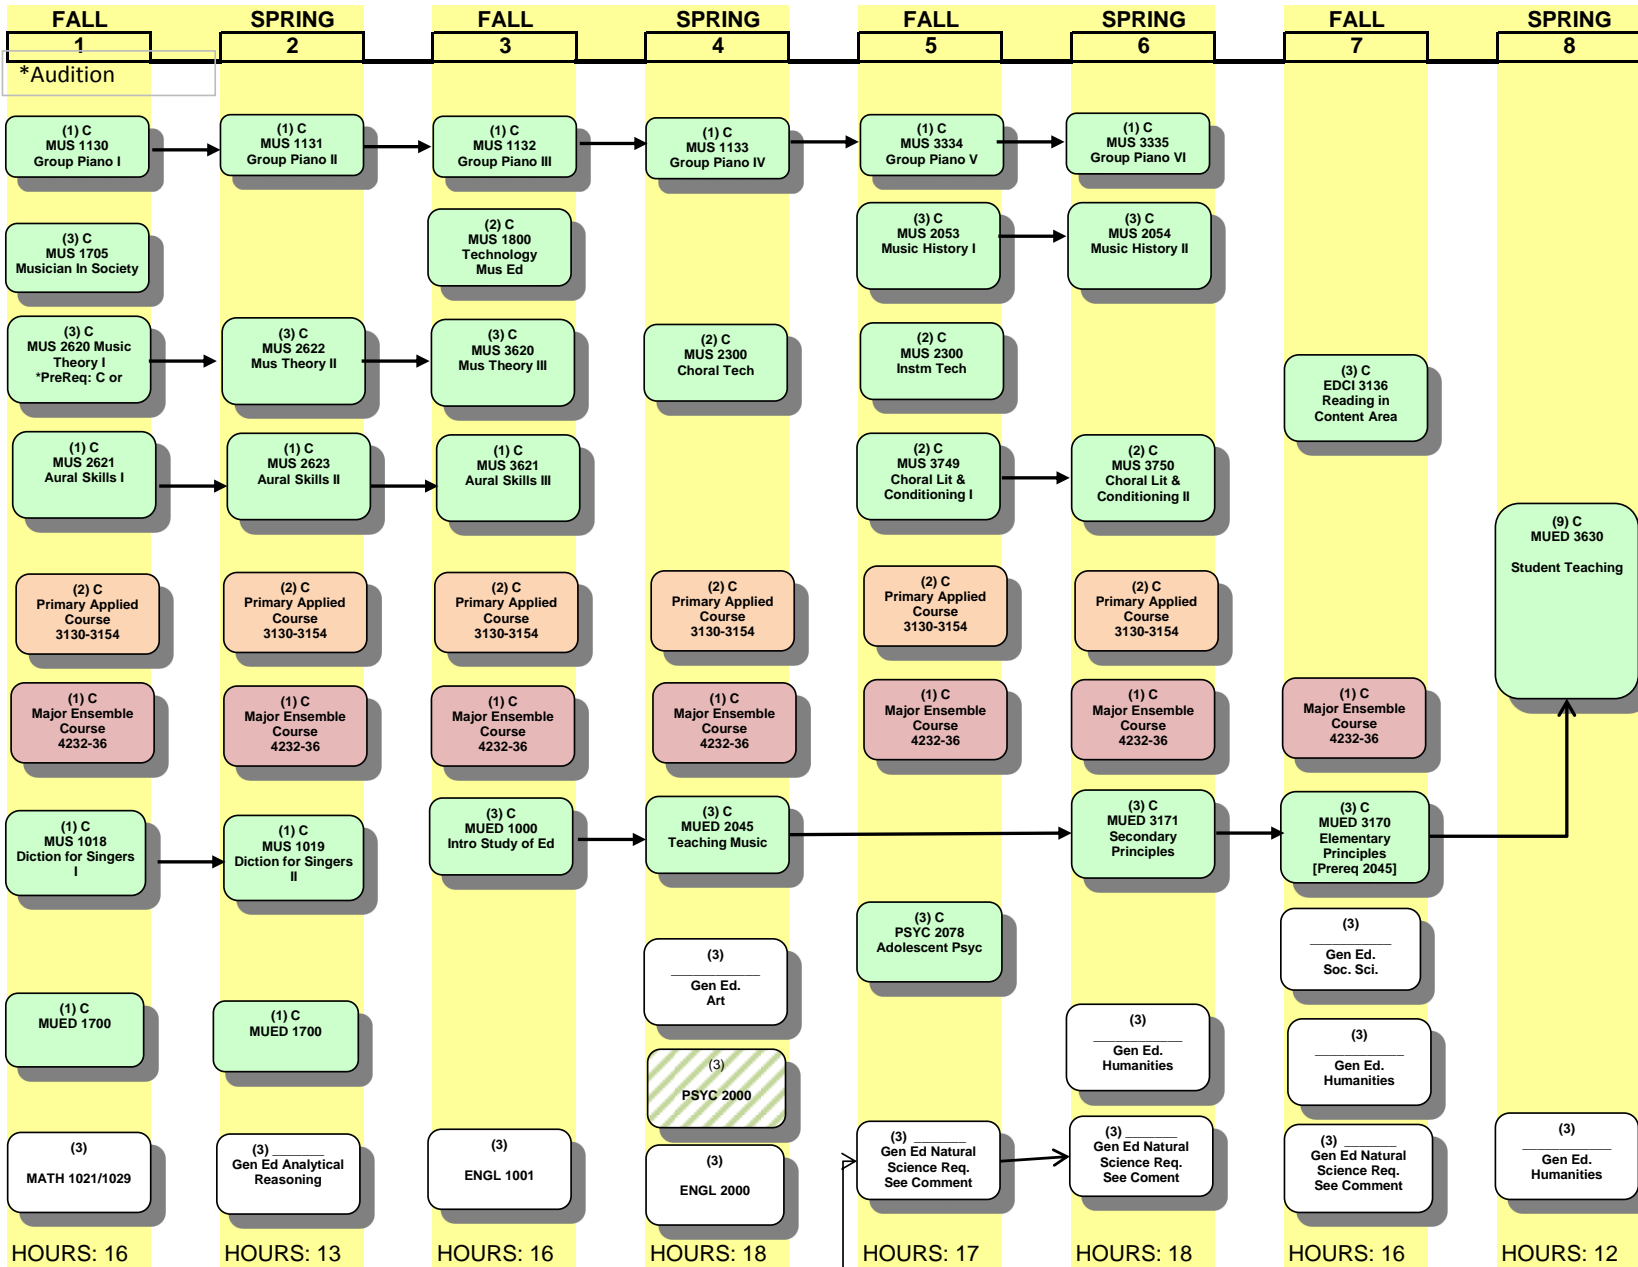 FALL SPRING FALL SPRING FALL SPRING FALL SPRING
1 2 3 4 5 6 7 8
*Audition
(1) C
MUS 1130
Group Piano I
(1) C
MUS 1131
Group Piano II
(1) C
MUS 1132
Group Piano III
(1) C
MUS 1133
Group Piano IV
(1) C
MUS 3334
Group Piano V
(1) C
MUS 3335
Group Piano VI
(3) C
MUS 1705
Musician In Society
(2) C
MUS 1800
Technology
Mus Ed
(3) C
MUS 2053
Music History I
(3) C
MUS 2054
Music History II
(3) C
MUS 2620 Music
Theory I
*PreReq: C or
(3) C
MUS 2622
Mus Theory II
(3) C
MUS 3620
Mus Theory III
(2) C
MUS 2300
Choral Tech
(2) C
MUS 2300
Instm Tech
(3) C
EDCI 3136
Reading in
Content Area
(1) C
MUS 2621
Aural Skills I
(1) C
MUS 2623
Aural Skills II
(1) C
MUS 3621
Aural Skills III
(2) C
MUS 3749
Choral Lit &
Conditioning I
(2) C
MUS 3750
Choral Lit &
Conditioning II
(9) C
MUED 3630
Student Teaching
(2) C
Primary Applied
Course
3130-3154
(2) C
Primary Applied
Course
3130-3154
(2) C
Primary Applied
Course
3130-3154
(2) C
Primary Applied
Course
3130-3154
(2) C
Primary Applied
Course
3130-3154
(2) C
Primary Applied
Course
3130-3154
(1) C
Major Ensemble
Course
4232-36
(1) C
Major Ensemble
Course
4232-36
(1) C
Major Ensemble
Course
4232-36
(1) C
Major Ensemble
Course
4232-36
(1) C
Major Ensemble
Course
4232-36
(1) C
Major Ensemble
Course
4232-36
(1) C
Major Ensemble
Course
4232-36
(1) C
MUS 1018
Diction for Singers
I
(1) C
MUS 1019
Diction for Singers
II
(3) C
MUED 1000
Intro Study of Ed
(3) C
MUED 2045
Teaching Music
(3) C
MUED 3171
Secondary
Principles
(3) C
MUED 3170
Elementary
Principles
[Prereq 2045]
(3) C
PSYC 2078
Adolescent Psyc
(3)
___________
Gen Ed.
Soc. Sci.
(3)
____________
Gen Ed.
Art
(1) C
MUED 1700
(1) C
MUED 1700
(3)
____________
Gen Ed.
Humanities
(3)
____________
Gen Ed.
Humanities
(3)
PSYC 2000
(3)
MATH 1021/1029
(3) _______
Gen Ed Analytical
Reasoning
(3)
ENGL 1001
(3)
ENGL 2000
(3) _______
Gen Ed Natural
Science Req.
See Comment
(3) _______
Gen Ed Natural
Science Req.
See Coment
(3) _______
Gen Ed Natural
Science Req.
See Comment
(3)
____________
Gen Ed.
Humanities
HOURS: 16 HOURS: 13 HOURS: 16 HOURS: 18 HOURS: 17 HOURS: 18 HOURS: 16 HOURS: 12